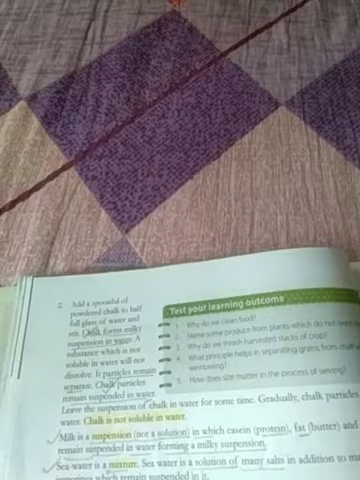 2. Add a spoonful of
powdered chalk to half
full glass of water and
stir. Chalk forms milky
suspension in water. A
substance which is not
soluble in water will not
dissolve. It particles remain
separate. Chalk particles
remain suspended in water.
Leave the suspension of chalk in water for some time. Gradually, chalk particles
water. Chalk is not soluble in water.
Milk is a suspension (not a solution) in which casein (protein), fat (butter) and
remain suspended in water forming a milky suspension.
Sea water is a mixture. Sea water is a solution of many salts in addition to
impurities which remain suspended in it.
Test your learning outcome
1. Why do we clean food?
2. Name some produce from plants which do not need
3. Why do we thresh harvested stacks of crop?
4. What principle helps in separating grains from chaff
winnowing?
5. How does size matter in the process of sieving?